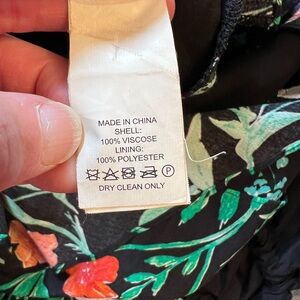 MADE IN CHINA
SHELL:
100% VISCOSE
LINING:
100% POLYESTER
P
DRY CLEAN ONLY